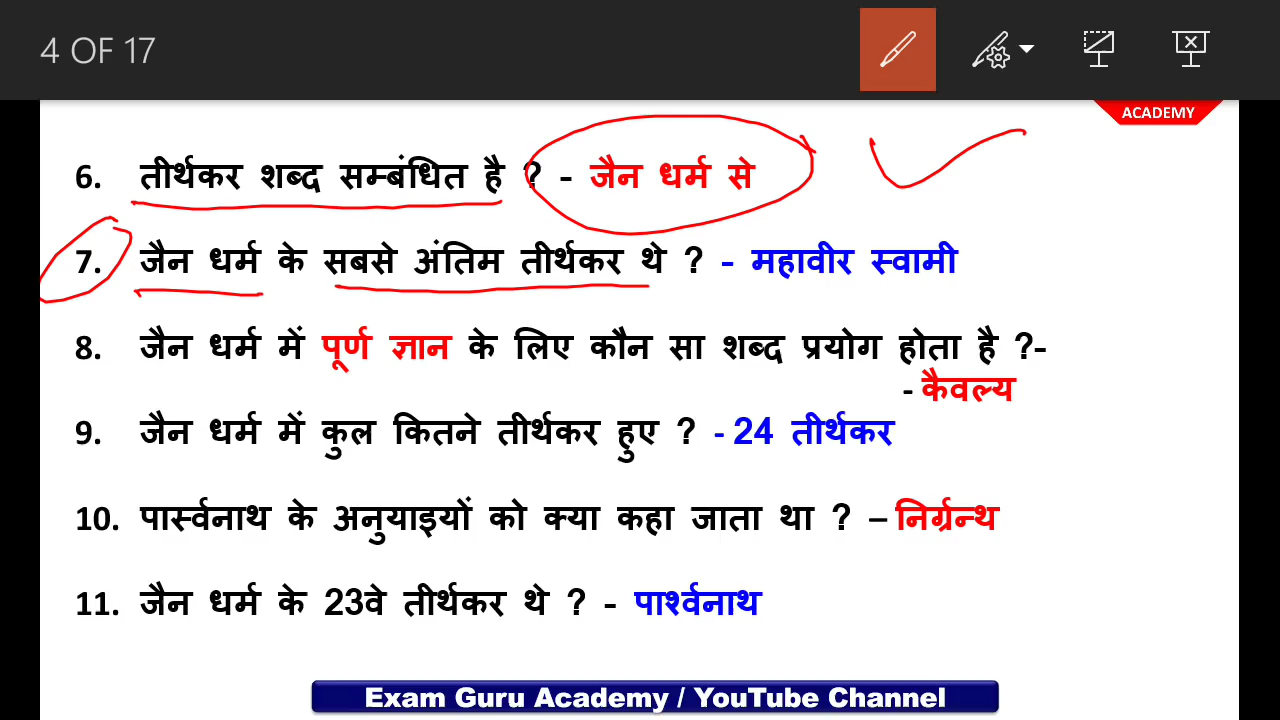 4 OF 17
ACADEMY
6. तीर्थकर शब्द सम्बंधित है ? - जैन धर्म से
7. जैन धर्म के सबसे अंतिम तीर्थकर थे ? - महावीर स्वामी
8. जैन धर्म में पूर्ण ज्ञान के लिए कौन सा शब्द प्रयोग होता है ?-
- कैवल्य
9. जैन धर्म में कुल कितने तीर्थकर हुए ? - 24 तीर्थकर
10. पार्स्वनाथ के अनुयाइयों को क्या कहा जाता था ? – निर्ग्रन्थ
11. जैन धर्म के 23वे तीर्थकर थे ? - पार्श्वनाथ
Exam Guru Academy / YouTube Channel